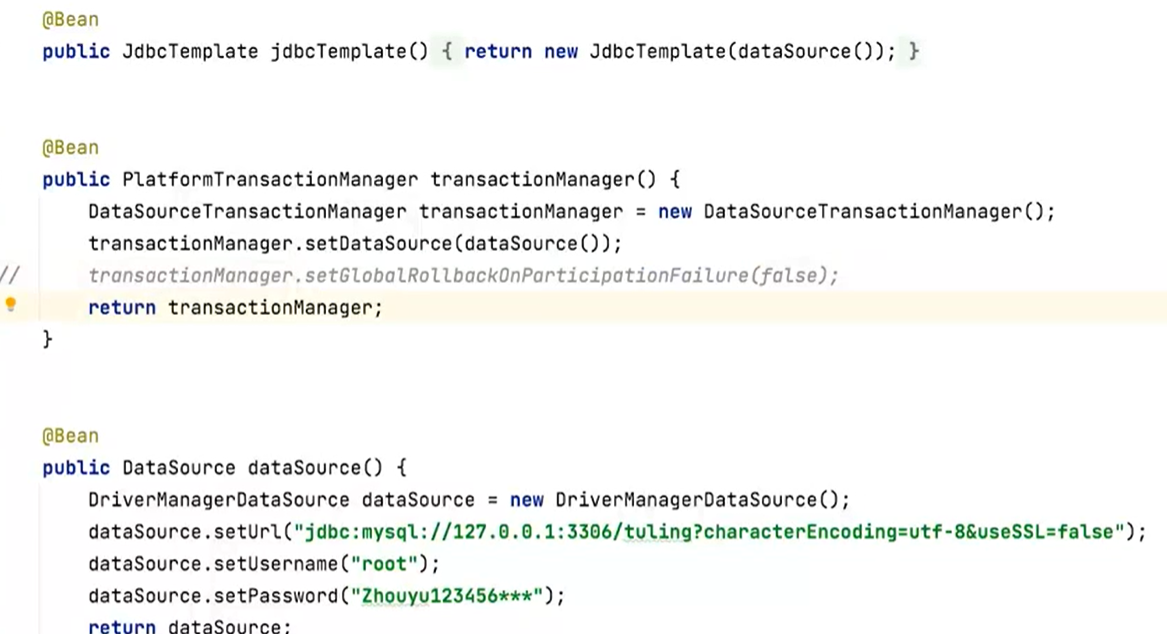 @Bean
public JdbcTemplate jdbcTemplate() { return new JdbcTemplate(dataSource()); }
@Bean
public PlatformTransactionManager transactionManager() {
DataSourceTransactionManager transactionManager = new DataSourceTransactionManager();
transactionManager.setDataSource(dataSource());
// transactionManager.setGlobalRollbackOnParticipationFailure(false);
return transactionManager;
}
@Bean
public DataSource dataSource() {
DriverManagerDataSource dataSource = new DriverManagerDataSource();
dataSource.setUrl("jdbc:mysql://127.0.0.1:3306/tuling?characterEncoding=utf-8&useSSL=false");
dataSource.setUsername("root");
dataSource.setPassword("Zhouyu123456***");
return dataSource;